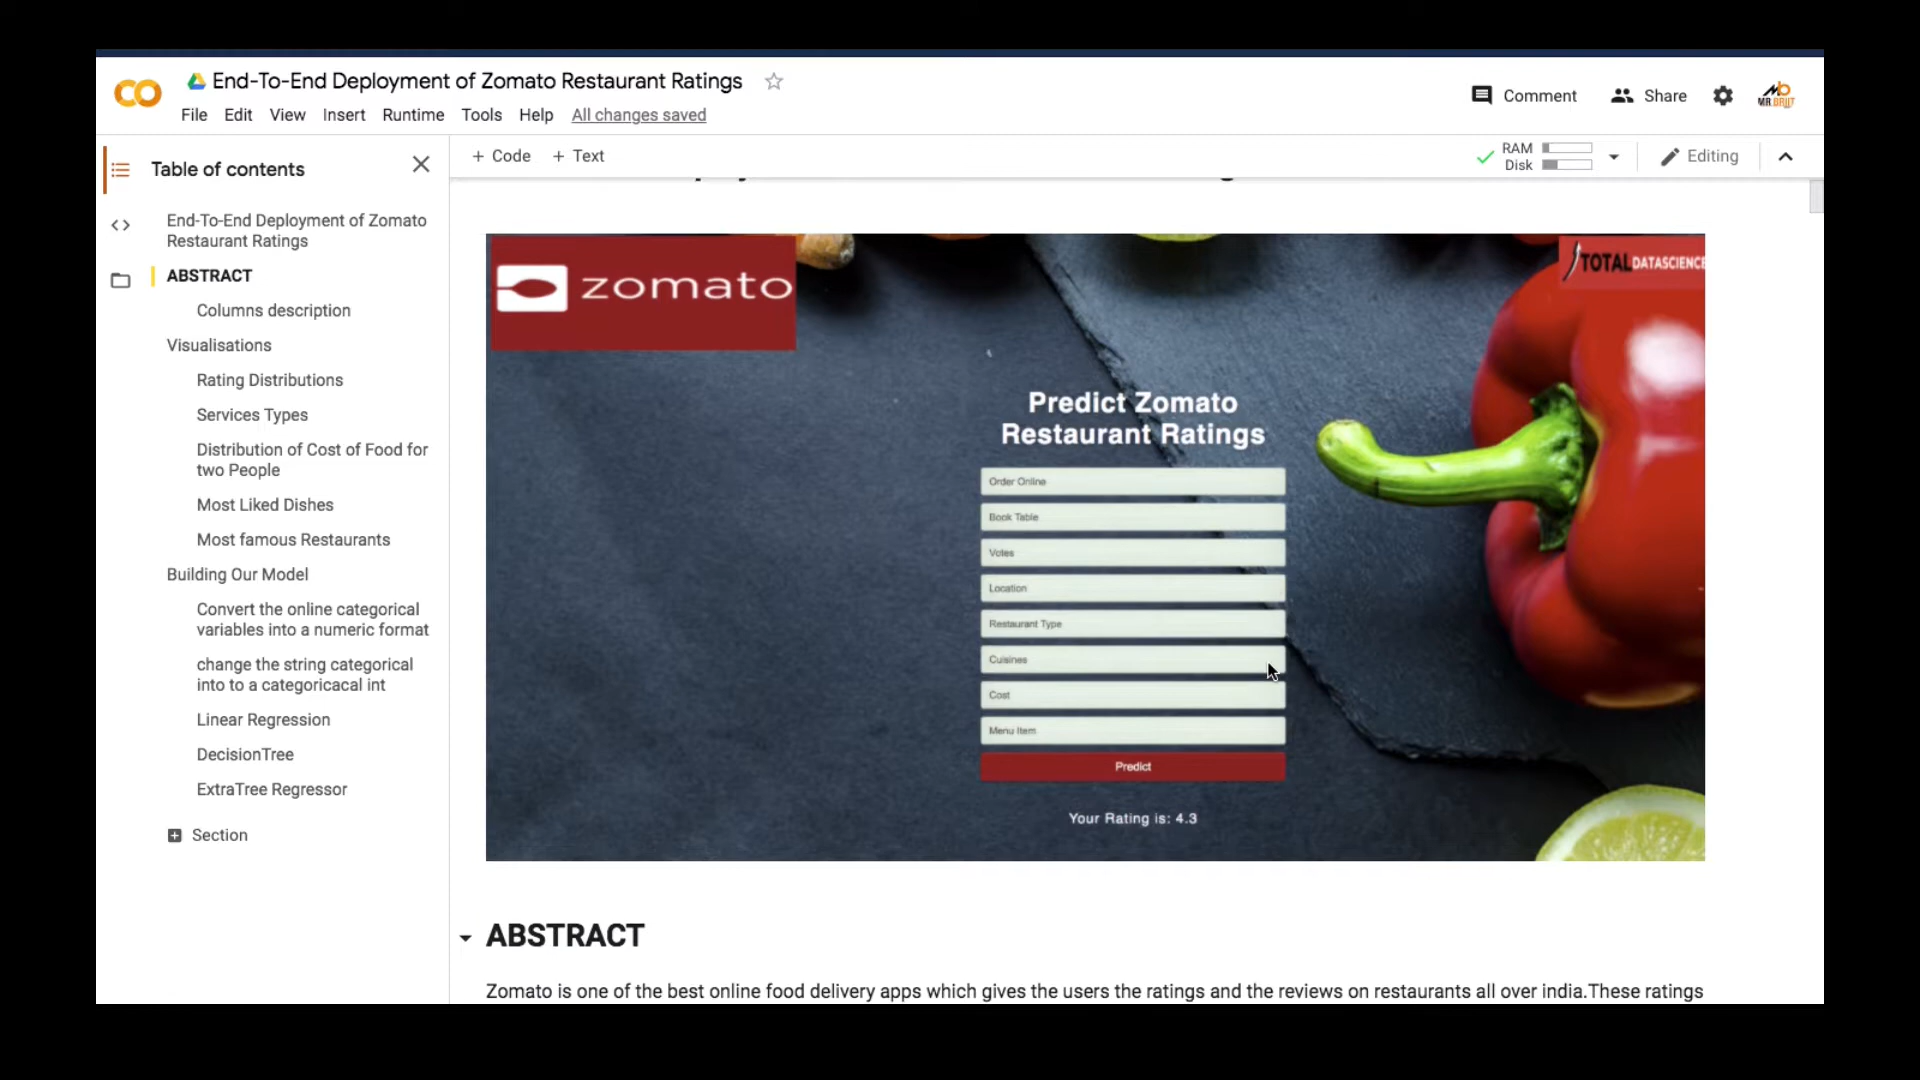 End-To-End Deployment of Zomato Restaurant Ratings
File Edit View Insert Runtime Tools Help All changes saved
Comment Share
MR.BRIIT
Table of contents
+ Code + Text
RAM
Disk
Editing
End-To-End Deployment of Zomato
Restaurant Ratings
ABSTRACT
Columns description
Visualisations
Rating Distributions
Services Types
Distribution of Cost of Food for
two People
Most Liked Dishes
Most famous Restaurants
Building Our Model
Convert the online categorical
variables into a numeric format
change the string categorical
into to a categoricacal int
Linear Regression
DecisionTree
ExtraTree Regressor
Section
zomato
TOTALDATASCIENCE
Predict Zomato
Restaurant Ratings
Order Online
Book Table
Votes
Location
Restaurant Type
Cuisines
Cost
Menu Item
Predict
Your Rating is: 4.3
ABSTRACT
Zomato is one of the best online food delivery apps which gives the users the ratings and the reviews on restaurants all over india.These ratings